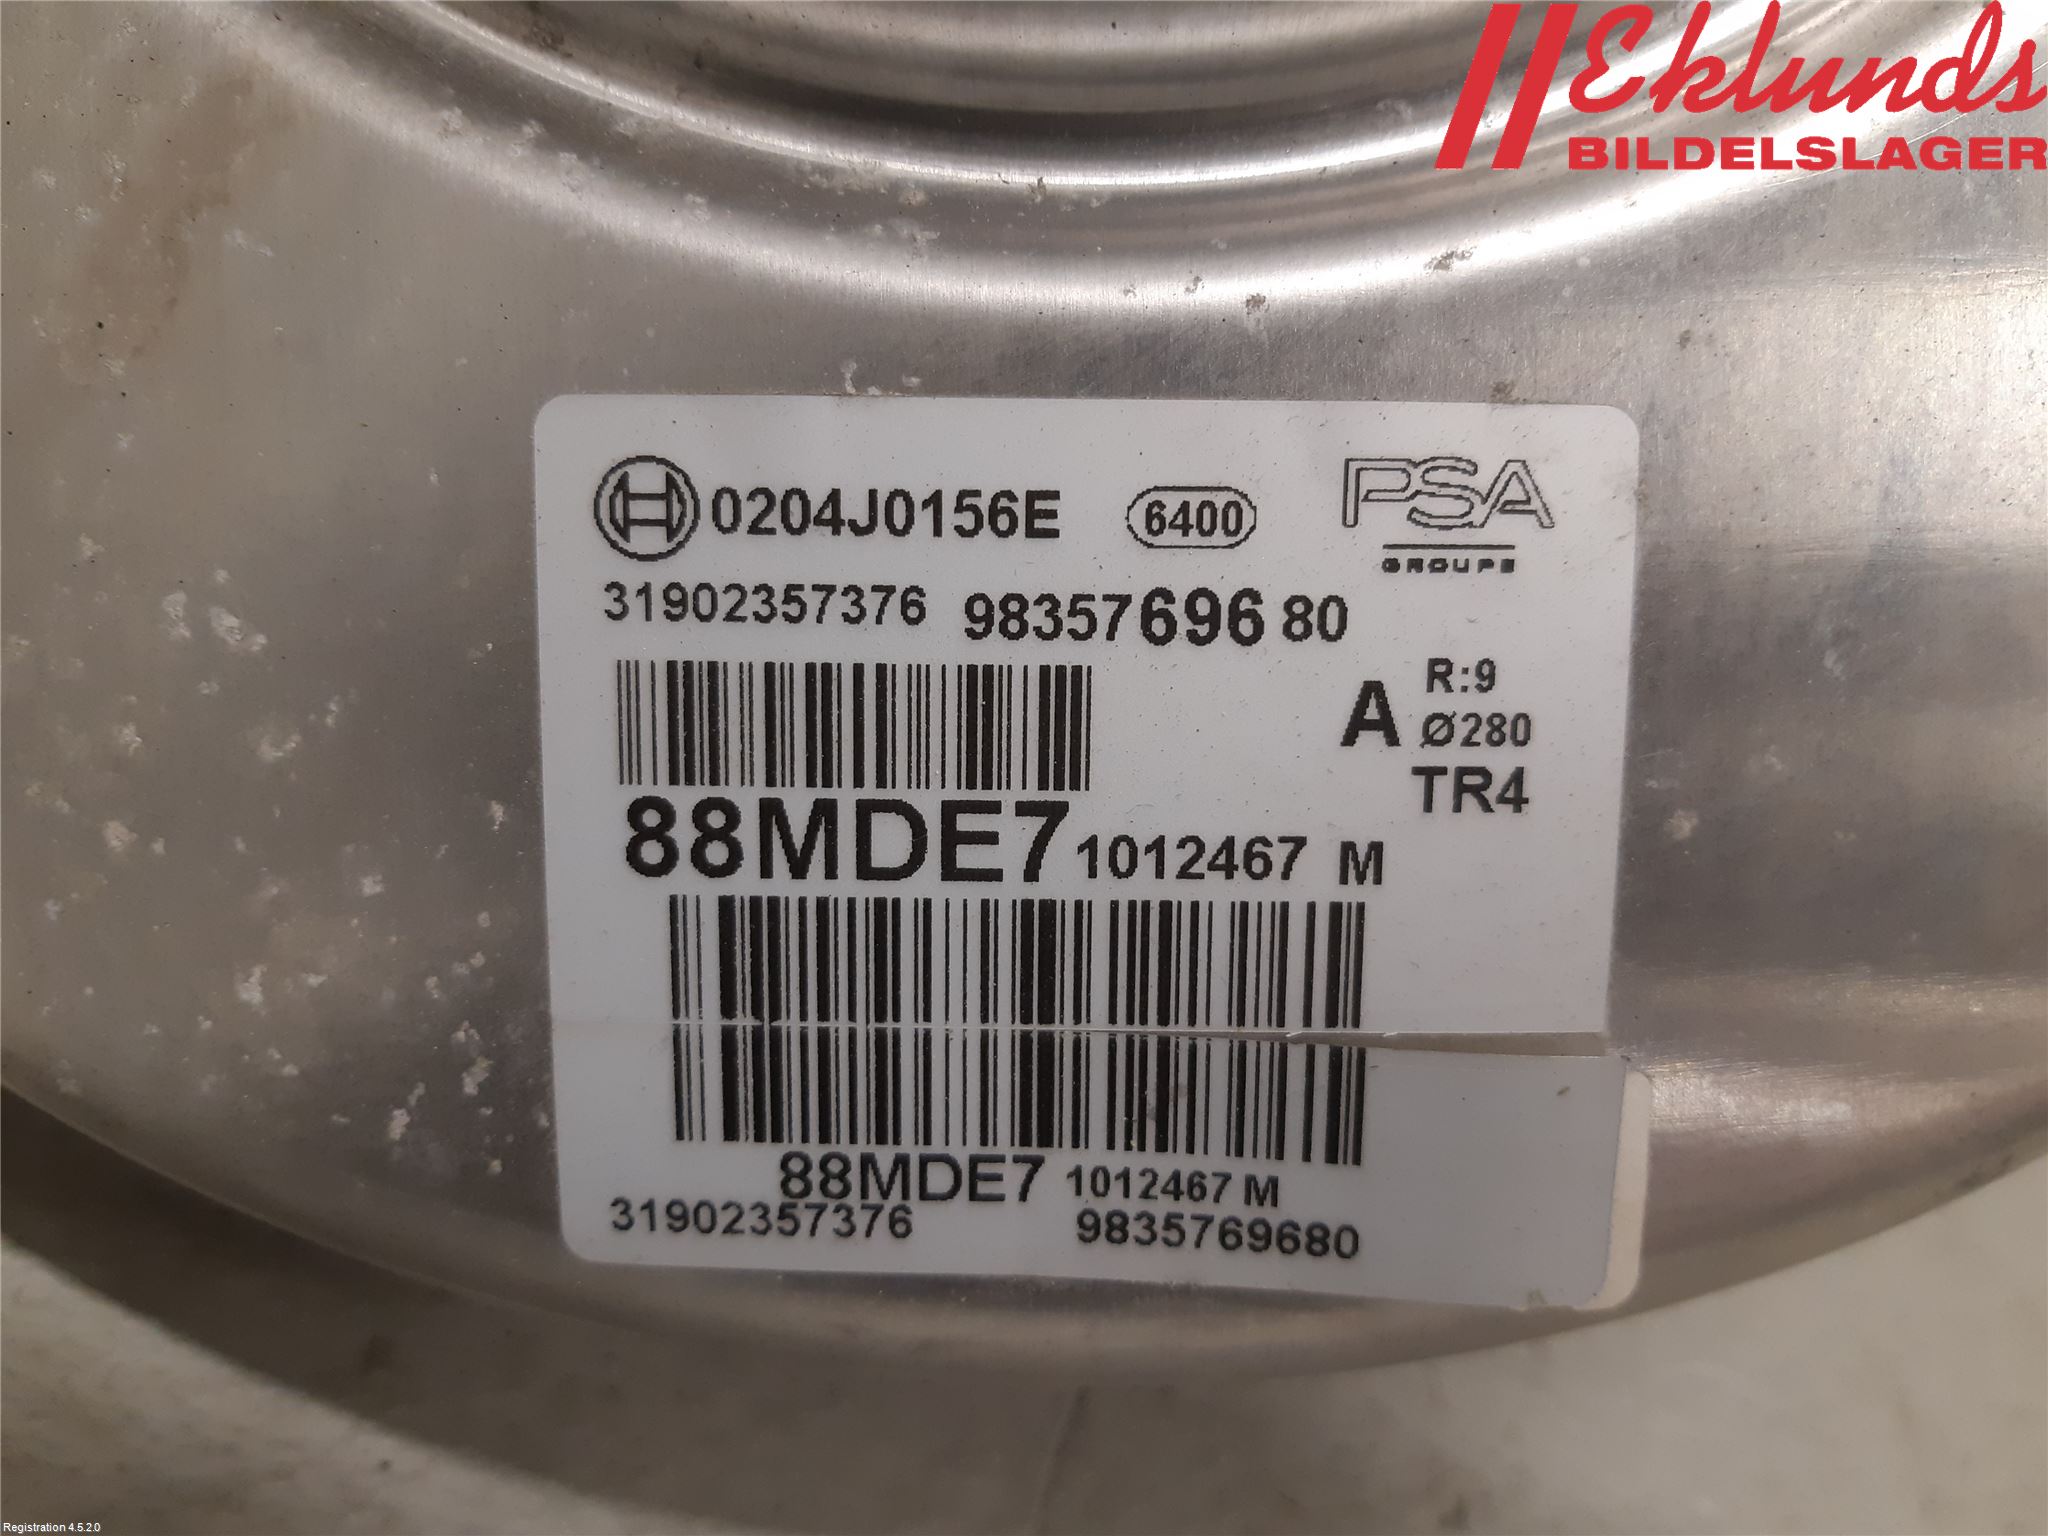 Eklunds
BILDELSLAGER
0204J0156E 6400 PSA
GROUPE
31902357376 9835769680
R:9
A Ø280
TR4
88MDE7 1012467 M
88MDE7 1012467 M
31902357376 9835769680
Registration 4.5.2.0